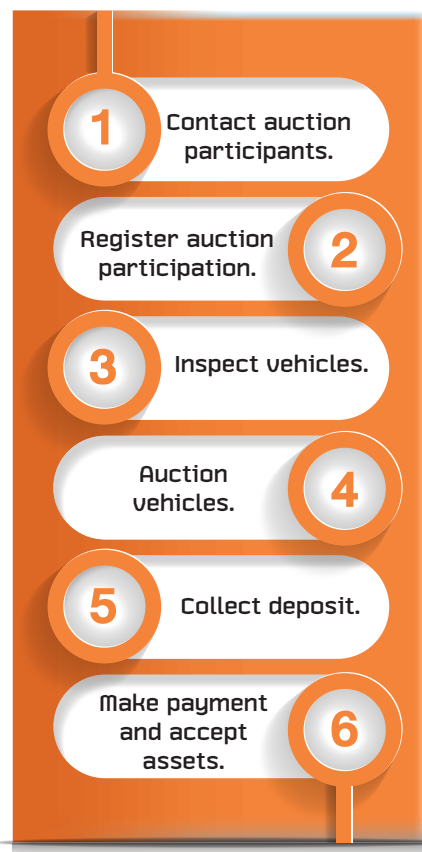 1
Contact auction
participants.
Register auction
participation.
2
3
Inspect vehicles.
Auction
vehicles.
4
5
Collect deposit.
Make payment
and accept
assets.
6